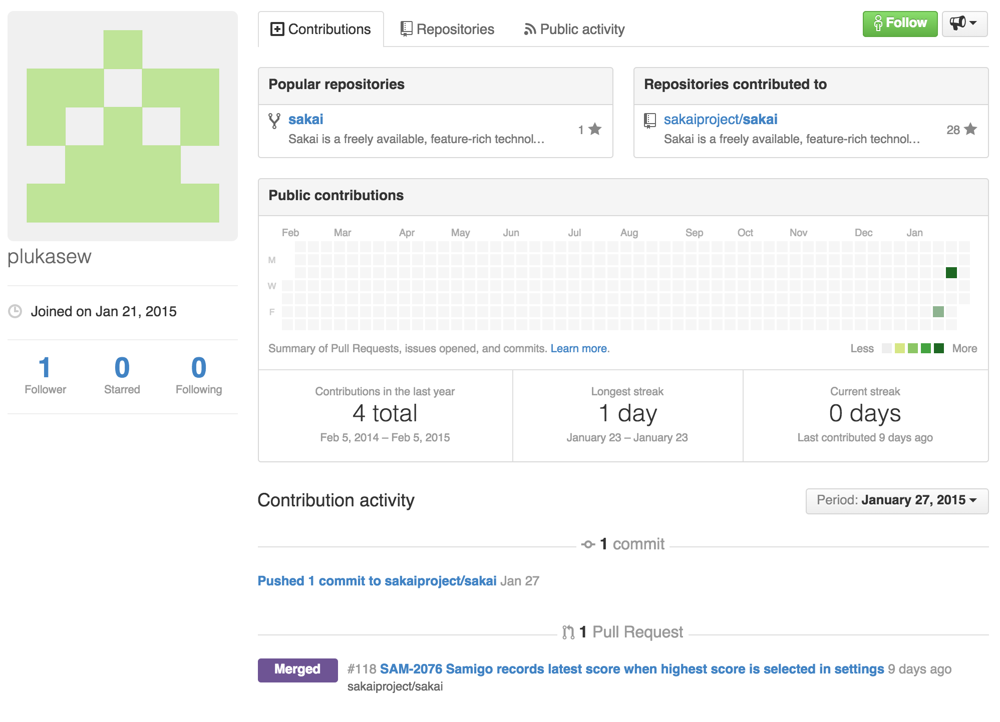 Contributions
Repositories
Public activity
Follow
Popular repositories
sakai
Sakai is a freely available, feature-rich technol…
1
Repositories contributed to
sakaiproject/sakai
Sakai is a freely available, feature-rich technol…
28
plukasew
Joined on Jan 21, 2015
1
Follower
0
Starred
0
Following
Public contributions
Feb Mar Apr May Jun Jul Aug Sep Oct Nov Dec Jan
M
W
F
Summary of Pull Requests, issues opened, and commits. Learn more.
Less
More
Contributions in the last year
4 total
Feb 5, 2014 – Feb 5, 2015
Longest streak
1 day
January 23 – January 23
Current streak
0 days
Last contributed 9 days ago
Contribution activity
Period: January 27, 2015
1 commit
Pushed 1 commit to sakaiproject/sakai Jan 27
1 Pull Request
Merged
#118 SAM-2076 Samigo records latest score when highest score is selected in settings 9 days ago
sakaiproject/sakai